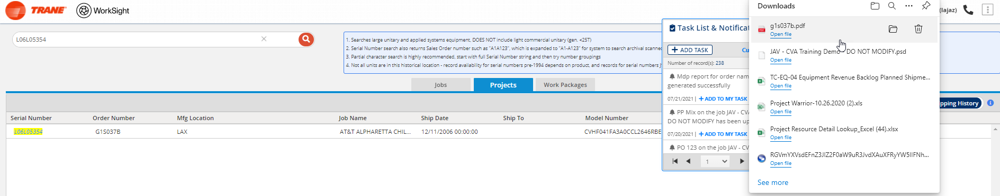 TRANE WorkSight
(lajaz)
L06L05354
1. Searches large unitary and applied systems equipment, DOES NOT include light commercial unitary (gen. <25T)
2. Serial Number search also returns Sales Order number such as "A1A123", which is expanded to "A1-A123" for system to search archival scanned
3. Partial character search is highly recommended, start with full Serial Number string and then try number groupings
4. Not all units are in this historical location - record availability for serial numbers pre-1994 depends on product, and records for serial numbers
Jobs
Projects
Work Packages
pping History
Serial Number Order Number Mfg Location Job Name Ship Date Ship To Model Number
L06L05354 G1S037B LAX AT&T ALPHARETTA CHIL... 12/11/2006 00:00:00 CVHF041FA3A0CCL2646RBE
Task List & Notificat
+ ADD TASK
Cu
Number of record(s): 238
Mdp report for order nam
generated successfully
07/21/2021 | + ADD TO MY TASK
PP Mix on the job JAV - CVA
DO NOT MODIFY has been up
07/20/2021 | + ADD TO MY TASK
PO 123 on the job JAV - CV
1
Downloads
g1s037b.pdf
Open file
JAV - CVA Training Demo - DO NOT MODIFY.psd
Open file
TC-EQ-04 Equipment Revenue Backlog Planned Shipme...
Open file
Project Warrior-10.26.2020 (2).xls
Open file
Project Resource Detail Lookup_Excel (44).xlsx
Open file
Open file
See more